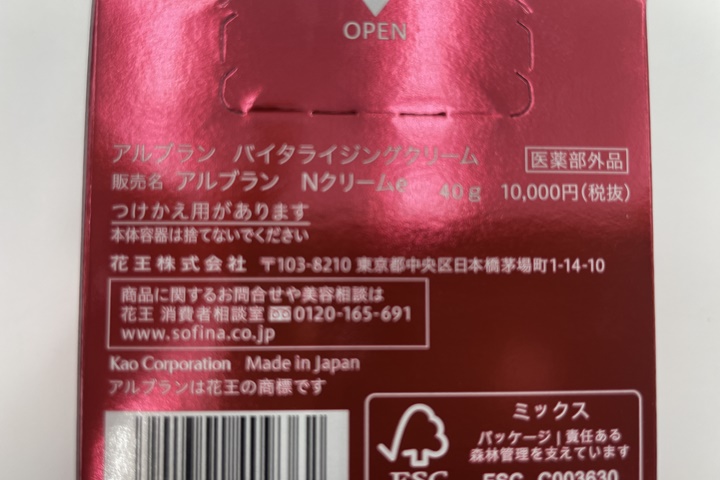 OPEN
アルブラン バイタライジングクリーム 医薬部外品
販売名 アルブラン Nクリームe 40g 10,000円(税抜)
つけかえ用があります
本体容器は捨てないでください
花王株式会社 〒103-8210 東京都中央区日本橋茅場町1-14-10
商品に関するお問合せや美容相談は
花王 消費者相談室 0120-165-691
www.sofina.co.jp
Kao Corporation Made in Japan
アルブランは花王の商標です
ミックス
パッケージ|責任ある
森林管理を支えています
FSC
FSC C003630